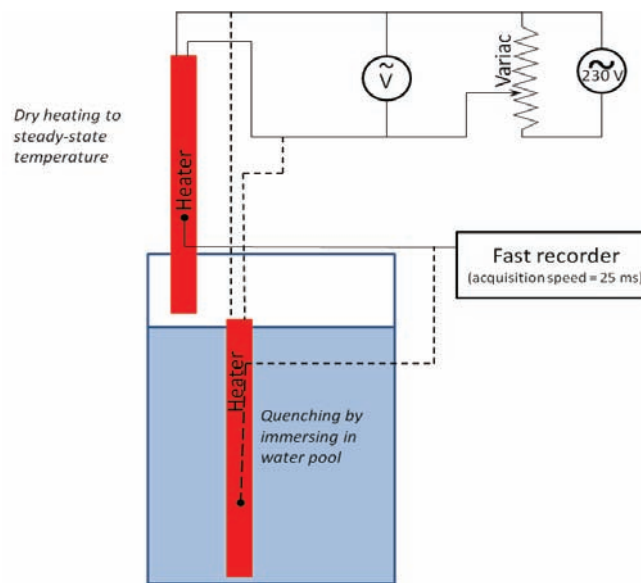 Dry heating to
steady-state
temperature
Heater
~
V
Variac
~
230 V
Fast recorder
(acquisition speed = 25 ms)
Heater
Quenching by
immersing in
water pool